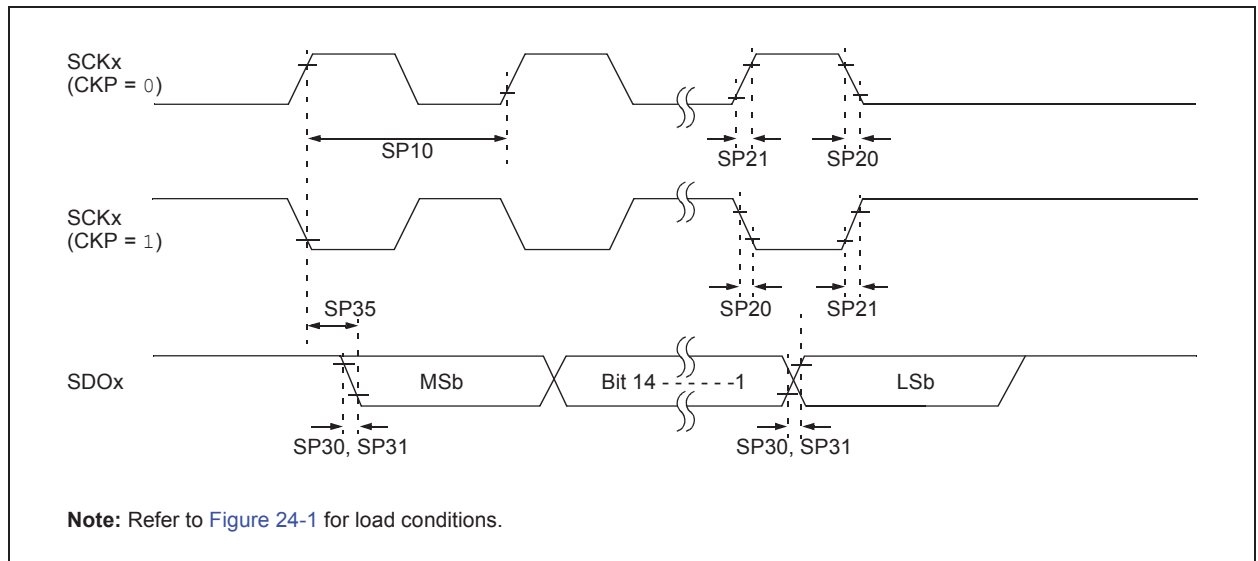 SCKx
(CKP = 0)
SP10
SP21
SP20
SCKx
(CKP = 1)
SP35
SP20
SP21
SDOx
MSb
Bit 14 - - - - - -1
LSb
SP30, SP31
SP30, SP31
Note: Refer to Figure 24-1 for load conditions.